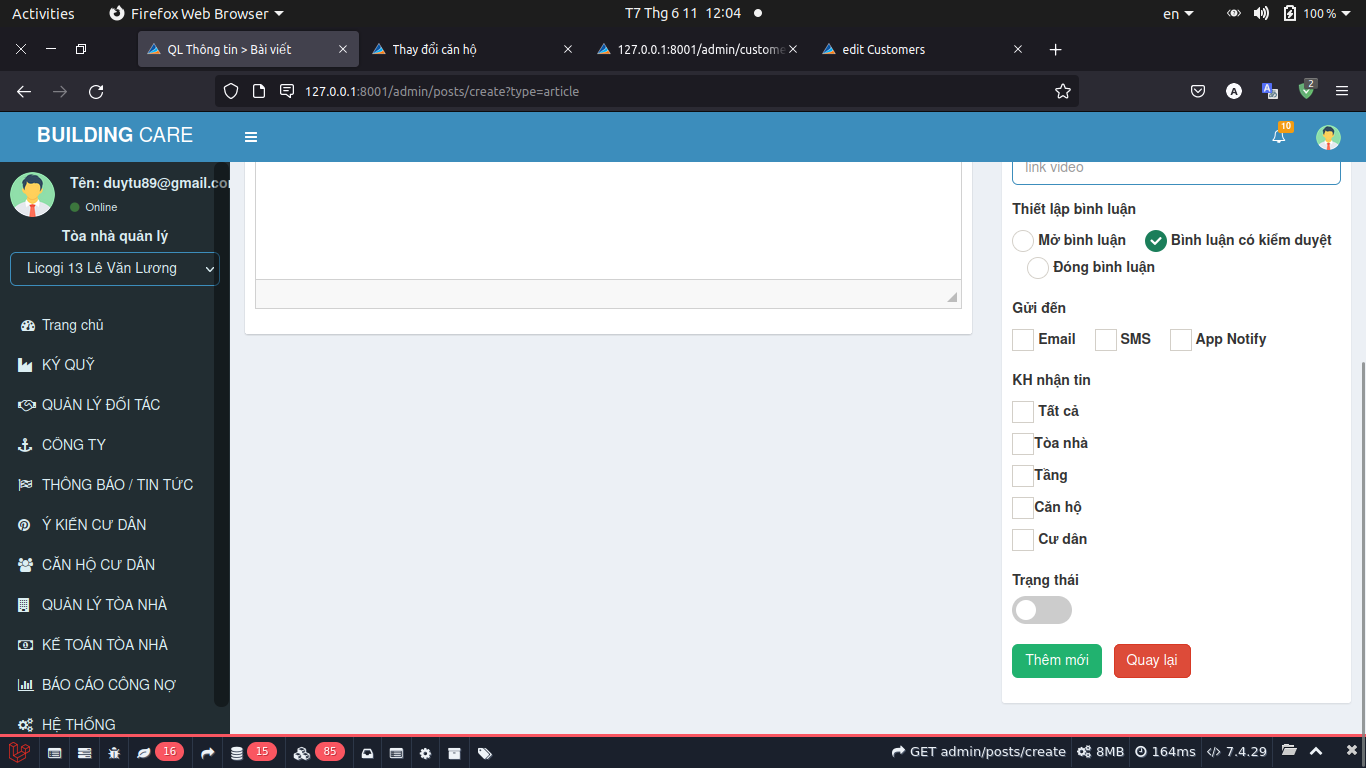 Activities Firefox Web Browser T7 Thg 6 11 12:04 en 100 %
QL Thông tin > Bài viết Thay đổi căn hộ 127.0.0.1:8001/admin/custome edit Customers
127.0.0.1:8001/admin/posts/create?type=article A 2
BUILDING CARE 10
Tên: duytu89@gmail.com
Online
Tòa nhà quản lý
Licogi 13 Lê Văn Lương
Trang chủ
KÝ QUỸ
QUẢN LÝ ĐỐI TÁC
CÔNG TY
THÔNG BÁO / TIN TỨC
Ý KIẾN CƯ DÂN
CĂN HỘ CƯ DÂN
QUẢN LÝ TÒA NHÀ
KẾ TOÁN TÒA NHÀ
BÁO CÁO CÔNG NỢ
HỆ THỐNG
link video
Thiết lập bình luận
Mở bình luận Bình luận có kiểm duyệt
Đóng bình luận
Gửi đến
Email SMS App Notify
KH nhận tin
Tất cả
Tòa nhà
Tầng
Căn hộ
Cư dân
Trạng thái
Thêm mới Quay lại
16 15 85 GET admin/posts/create 8MB 164ms 7.4.29